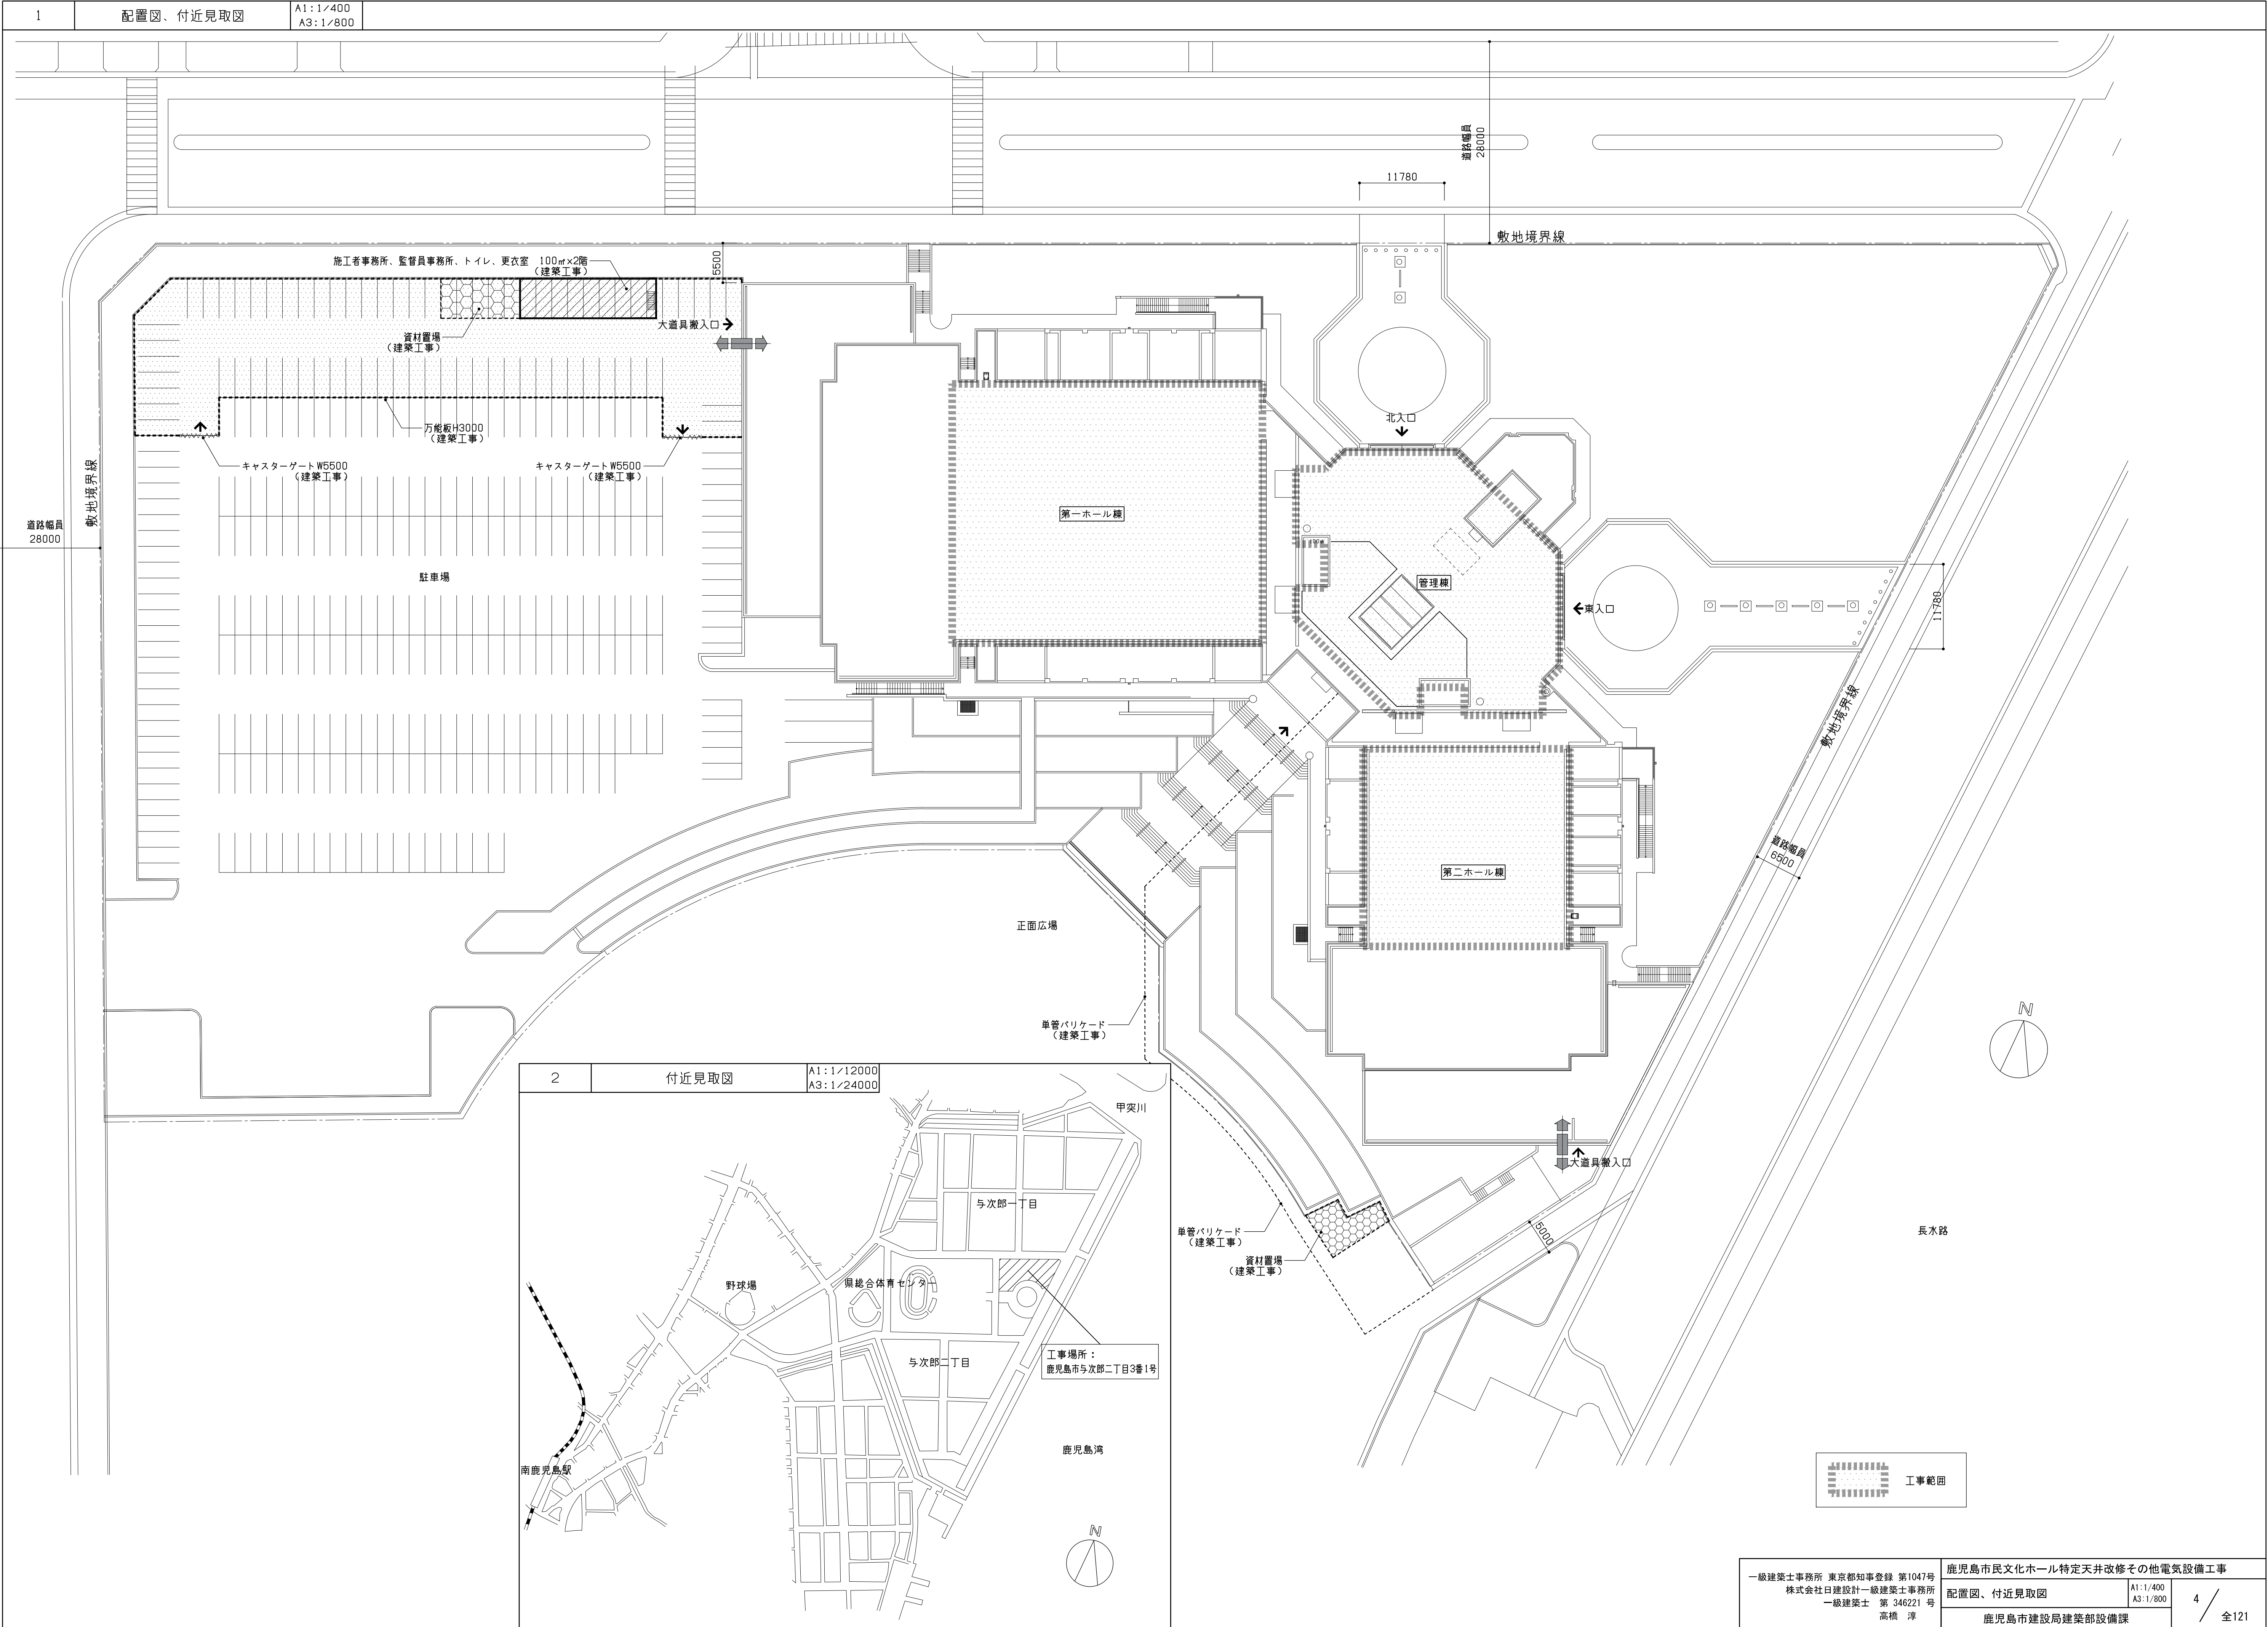 1
配置図、付近見取図
A1:1/400
A3:1/800
道路幅員
28000
11780
敷地境界線
施工者事務所、監督員事務所、トイレ、更衣室 100㎡x2階
（建築工事）
5500
資材置場
（建築工事）
大道具搬入口
万能板H3000
（建築工事）
キャスターゲートW5500
（建築工事）
キャスターゲートW5500
（建築工事）
敷地境界線
道路幅員
28000
駐車場
第一ホール棟
北入口
管理棟
東入口
11780
敷地境界線
道路幅員
6500
第二ホール棟
正面広場
単管バリケード
（建築工事）
N
大道具搬入口
単管バリケード
（建築工事）
資材置場
（建築工事）
5000
長水路
2
付近見取図
A1:1/12000
A3:1/24000
甲突川
与次郎一丁目
野球場
県総合体育センター
与次郎二丁目
工事場所：
鹿児島市与次郎二丁目3番1号
鹿児島湾
南鹿児島駅
N
工事範囲
一級建築士事務所 東京都知事登録 第1047号
株式会社日建設計一級建築士事務所
一級建築士 第 346221 号
高橋 淳
鹿児島市民文化ホール特定天井改修その他電気設備工事
配置図、付近見取図
A1:1/400
A3:1/800
4/全121
鹿児島市建設局建築部設備課